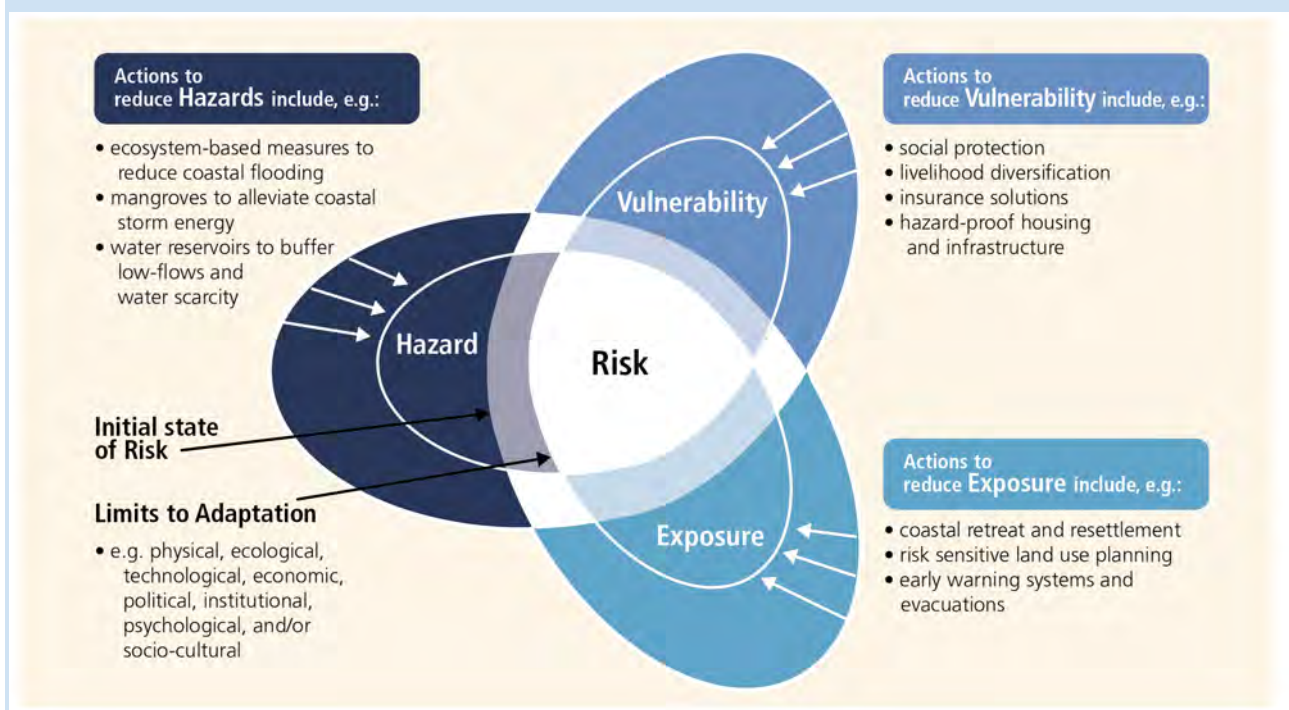 Actions to
reduce Hazards include, e.g.:
• ecosystem-based measures to
reduce coastal flooding
• mangroves to alleviate coastal
storm energy
• water reservoirs to buffer
low-flows and
water scarcity
Actions to
reduce Vulnerability include, e.g.:
• social protection
• livelihood diversification
• insurance solutions
• hazard-proof housing
and infrastructure
Vulnerability
Hazard
Risk
Exposure
Initial state
of Risk
Limits to Adaptation
• e.g. physical, ecological,
technological, economic,
political, institutional,
psychological, and/or
socio-cultural
Actions to
reduce Exposure include, e.g.:
• coastal retreat and resettlement
• risk sensitive land use planning
• early warning systems and
evacuations